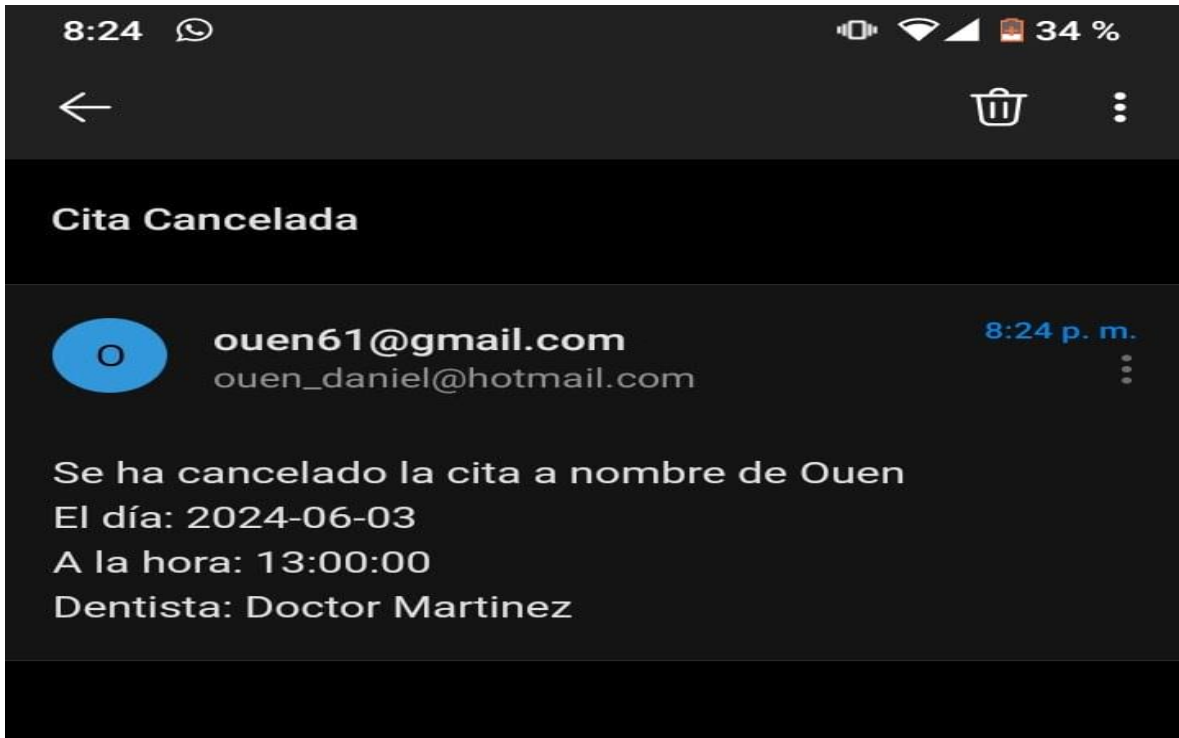 8:24 34 %
Cita Cancelada
O
ouen61@gmail.com 8:24 p. m.
ouen_daniel@hotmail.com
Se ha cancelado la cita a nombre de Ouen
El día: 2024-06-03
A la hora: 13:00:00
Dentista: Doctor Martinez